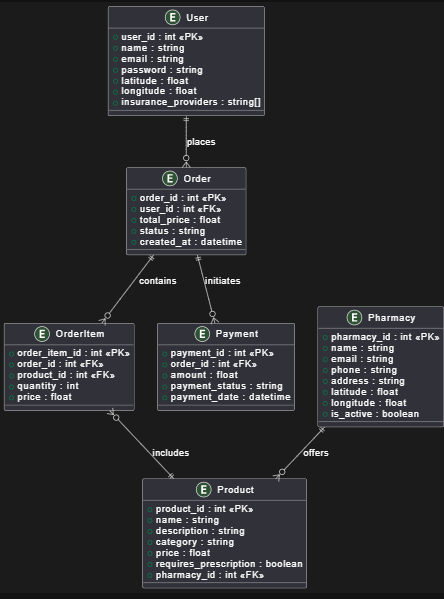 E User
user_id : int «PK»
name : string
email : string
password : string
latitude : float
longitude : float
insurance_providers : string[]
places
E Order
order_id : int «PK»
user_id : int «FK»
total_price : float
status : string
created_at : datetime
contains
initiates
E OrderItem
order_item_id : int «PK»
order_id : int «FK»
product_id : int «FK»
quantity : int
price : float
E Payment
payment_id : int «PK»
order_id : int «FK»
amount : float
payment_status : string
payment_date : datetime
E Pharmacy
pharmacy_id : int «PK»
name : string
email : string
phone : string
address : string
latitude : float
longitude : float
is_active : boolean
includes
offers
E Product
product_id : int «PK»
name : string
description : string
category : string
price : float
requires_prescription : boolean
pharmacy_id : int «FK»